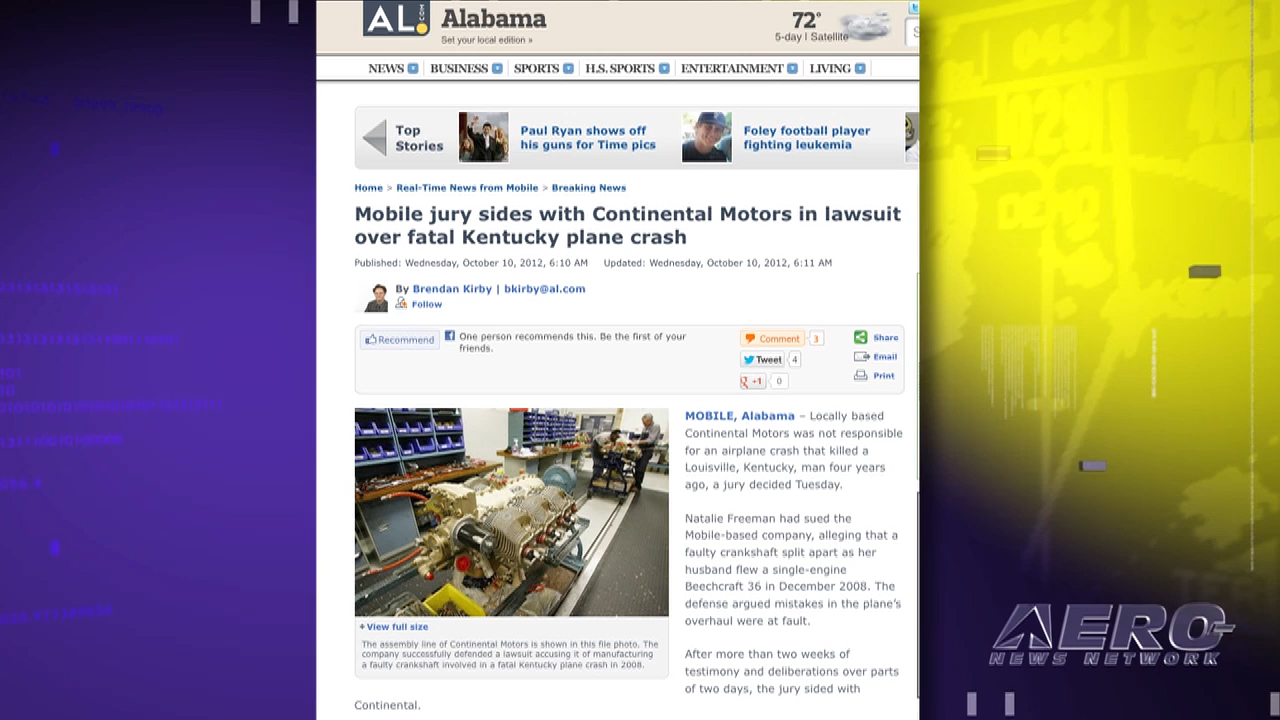 AL.com
Alabama
Set your local edition »
72°
5-day | Satellite
S
NEWS BUSINESS SPORTS H.S. SPORTS ENTERTAINMENT LIVING
Top Stories
Paul Ryan shows off
his guns for Time pics
Foley football player
fighting leukemia
Home > Real-Time News from Mobile > Breaking News
Mobile jury sides with Continental Motors in lawsuit
over fatal Kentucky plane crash
Published: Wednesday, October 10, 2012, 6:10 AM Updated: Wednesday, October 10, 2012, 6:11 AM
By Brendan Kirby | bkirby@al.com
Follow
Recommend
One person recommends this. Be the first of your
friends.
Comment 3
Tweet 4
+1 0
Share
Email
Print
+ View full size
The assembly line of Continental Motors is shown in this file photo. The
company successfully defended a lawsuit accusing it of manufacturing
a faulty crankshaft involved in a fatal Kentucky plane crash in 2008.
MOBILE, Alabama – Locally based
Continental Motors was not responsible
for an airplane crash that killed a
Louisville, Kentucky, man four years
ago, a jury decided Tuesday.
Natalie Freeman had sued the
Mobile-based company, alleging that a
faulty crankshaft split apart as her
husband flew a single-engine
Beechcraft 36 in December 2008. The
defense argued mistakes in the plane's
overhaul were at fault.
After more than two weeks of
testimony and deliberations over parts
of two days, the jury sided with
Continental.
DEMO
AERO
NEWS NETWORK